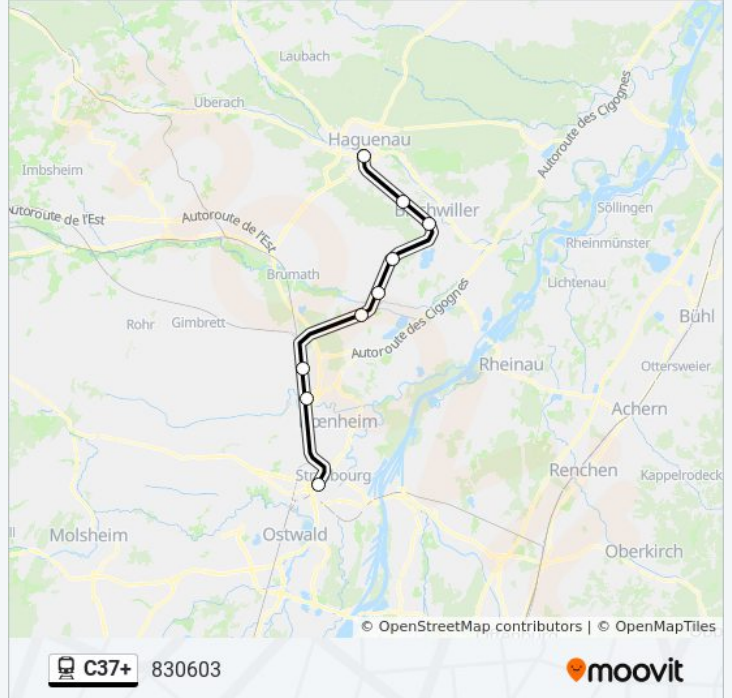 Laubach
Uberach
Autoroute des Cigognes
Haguenau
Imbsheim
Autoroute de l'Est
Autoroute de l'Est
Söllingen
Rheinmünster
Brumath
Lichtenau
Rohr
Gimbrett
Bühl
Autoroute des Cigognes
Rheinau
Ottersweier
Achern
Renchen
Kappelrodeck
Molsheim
Ostwald
Oberkirch
© OpenStreetMap contributors | © OpenMapTiles
C37+ 830603
moovit